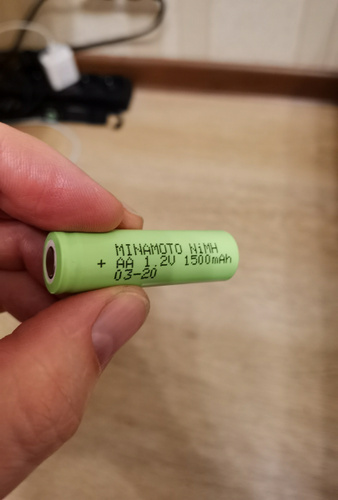 MINAMOTO NiMH
+ AA 1.2V 1500mAh
03-20